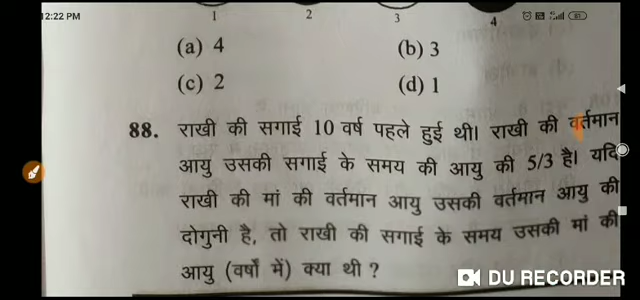 12:22 PM
1 2 3 4
(a) 4 (b) 3
(c) 2 (d) 1
88. राखी की सगाई 10 वर्ष पहले हुई थी। राखी की वर्तमान
आयु उसकी सगाई के समय की आयु की 5/3 है। यदि
राखी की मां की वर्तमान आयु उसकी वर्तमान आयु की
दोगुनी है, तो राखी की सगाई के समय उसकी मां की
आयु (वर्षों में) क्या थी ?
DU RECORDER